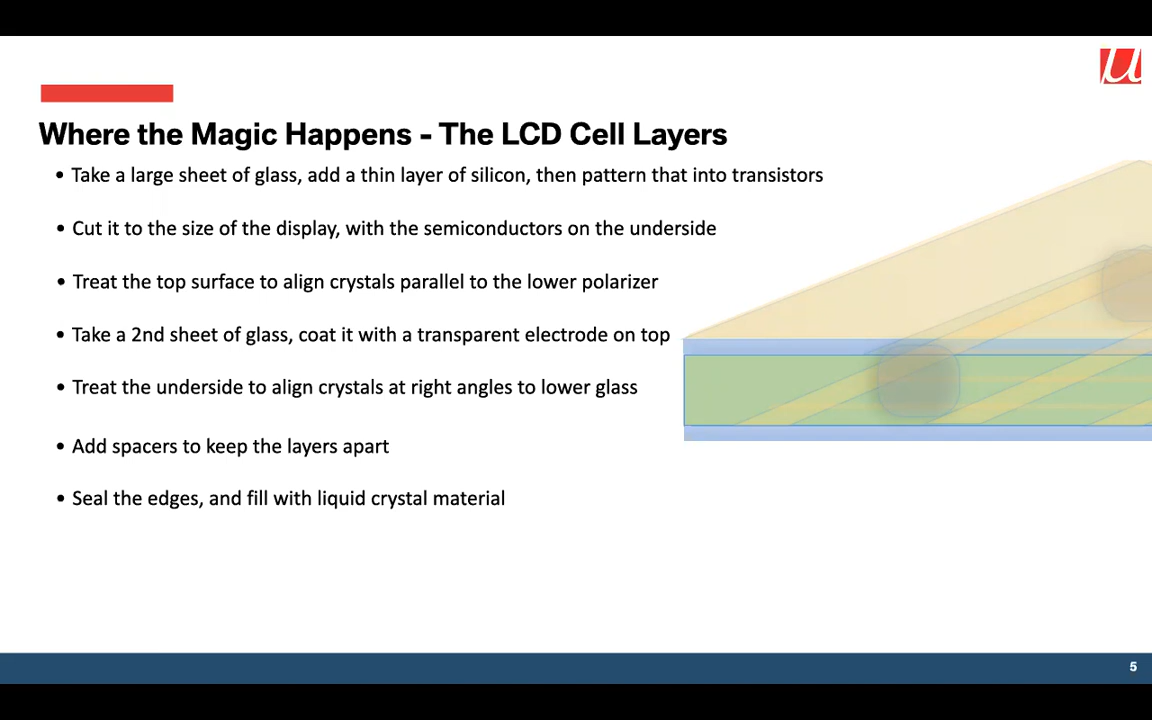 Where the Magic Happens - The LCD Cell Layers
• Take a large sheet of glass, add a thin layer of silicon, then pattern that into transistors
• Cut it to the size of the display, with the semiconductors on the underside
• Treat the top surface to align crystals parallel to the lower polarizer
• Take a 2nd sheet of glass, coat it with a transparent electrode on top
• Treat the underside to align crystals at right angles to lower glass
• Add spacers to keep the layers apart
• Seal the edges, and fill with liquid crystal material
5